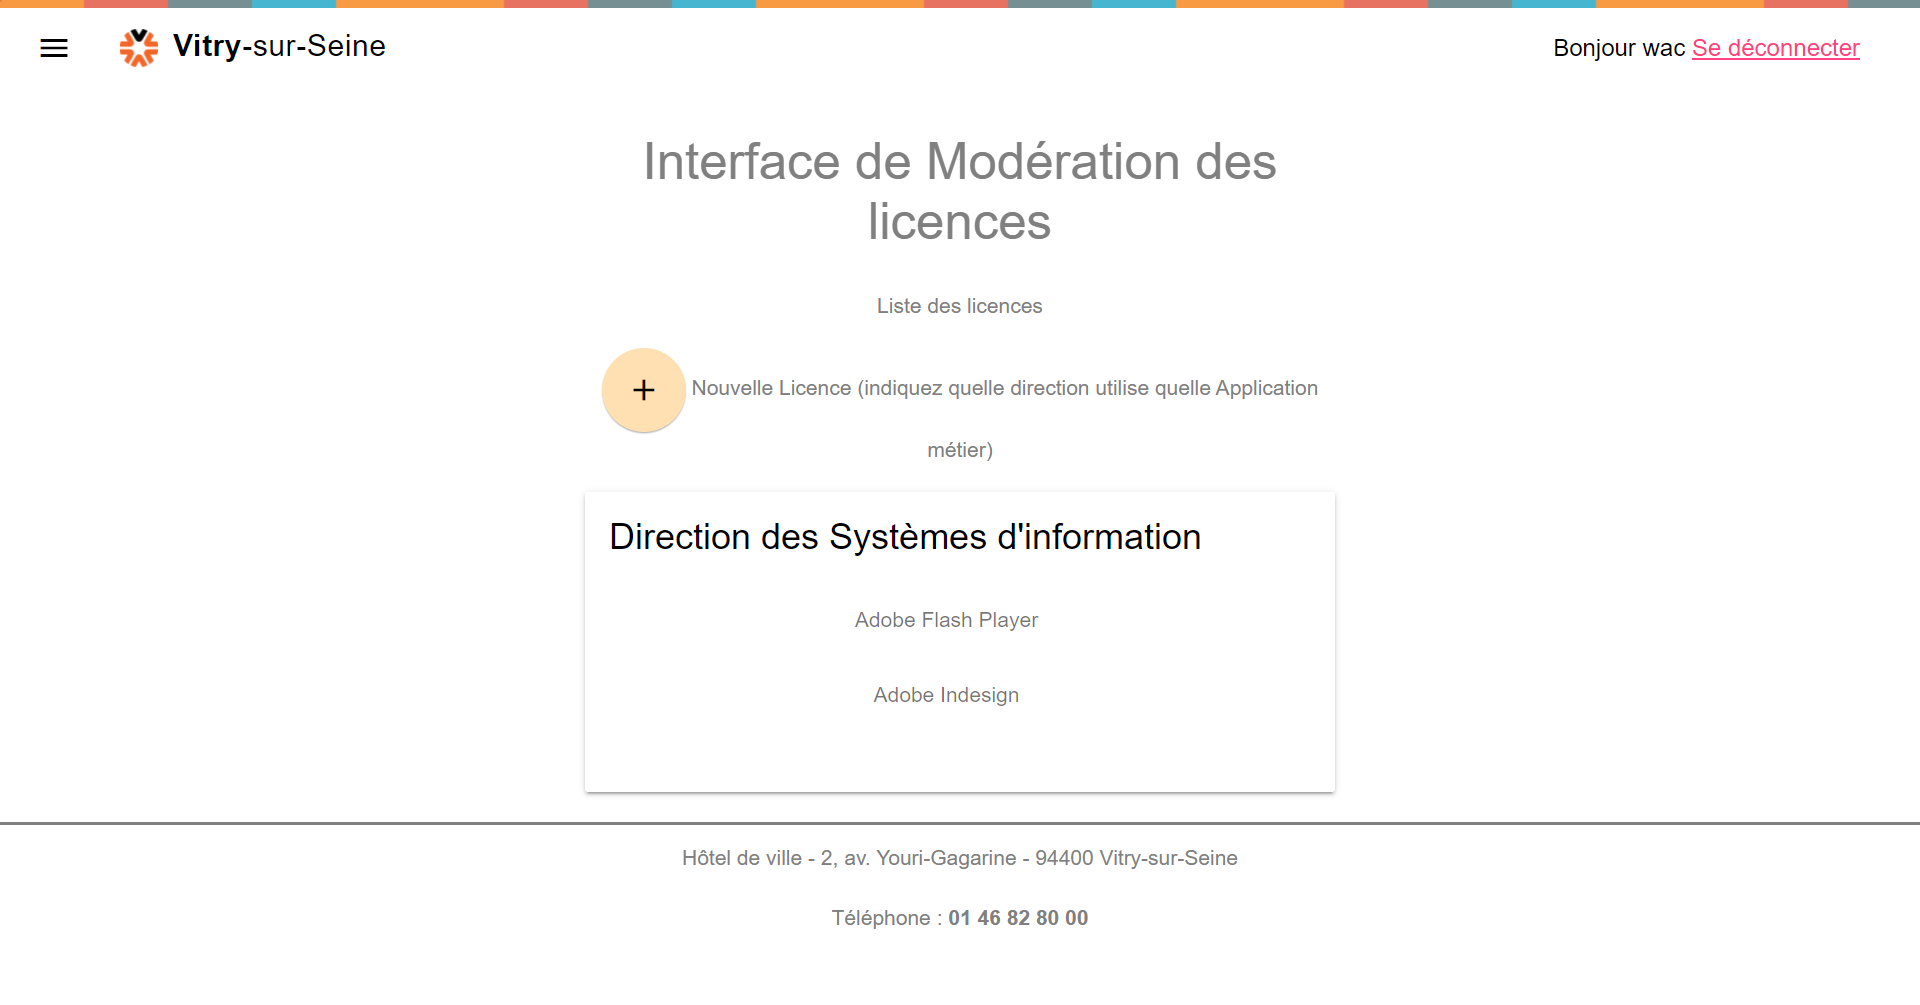 Vitry-sur-Seine
Bonjour wac Se déconnecter
Interface de Modération des
licences
Liste des licences
+ Nouvelle Licence (indiquez quelle direction utilise quelle Application
métier)
Direction des Systèmes d'information
Adobe Flash Player
Adobe Indesign
Hôtel de ville - 2, av. Youri-Gagarine - 94400 Vitry-sur-Seine
Téléphone : 01 46 82 80 00